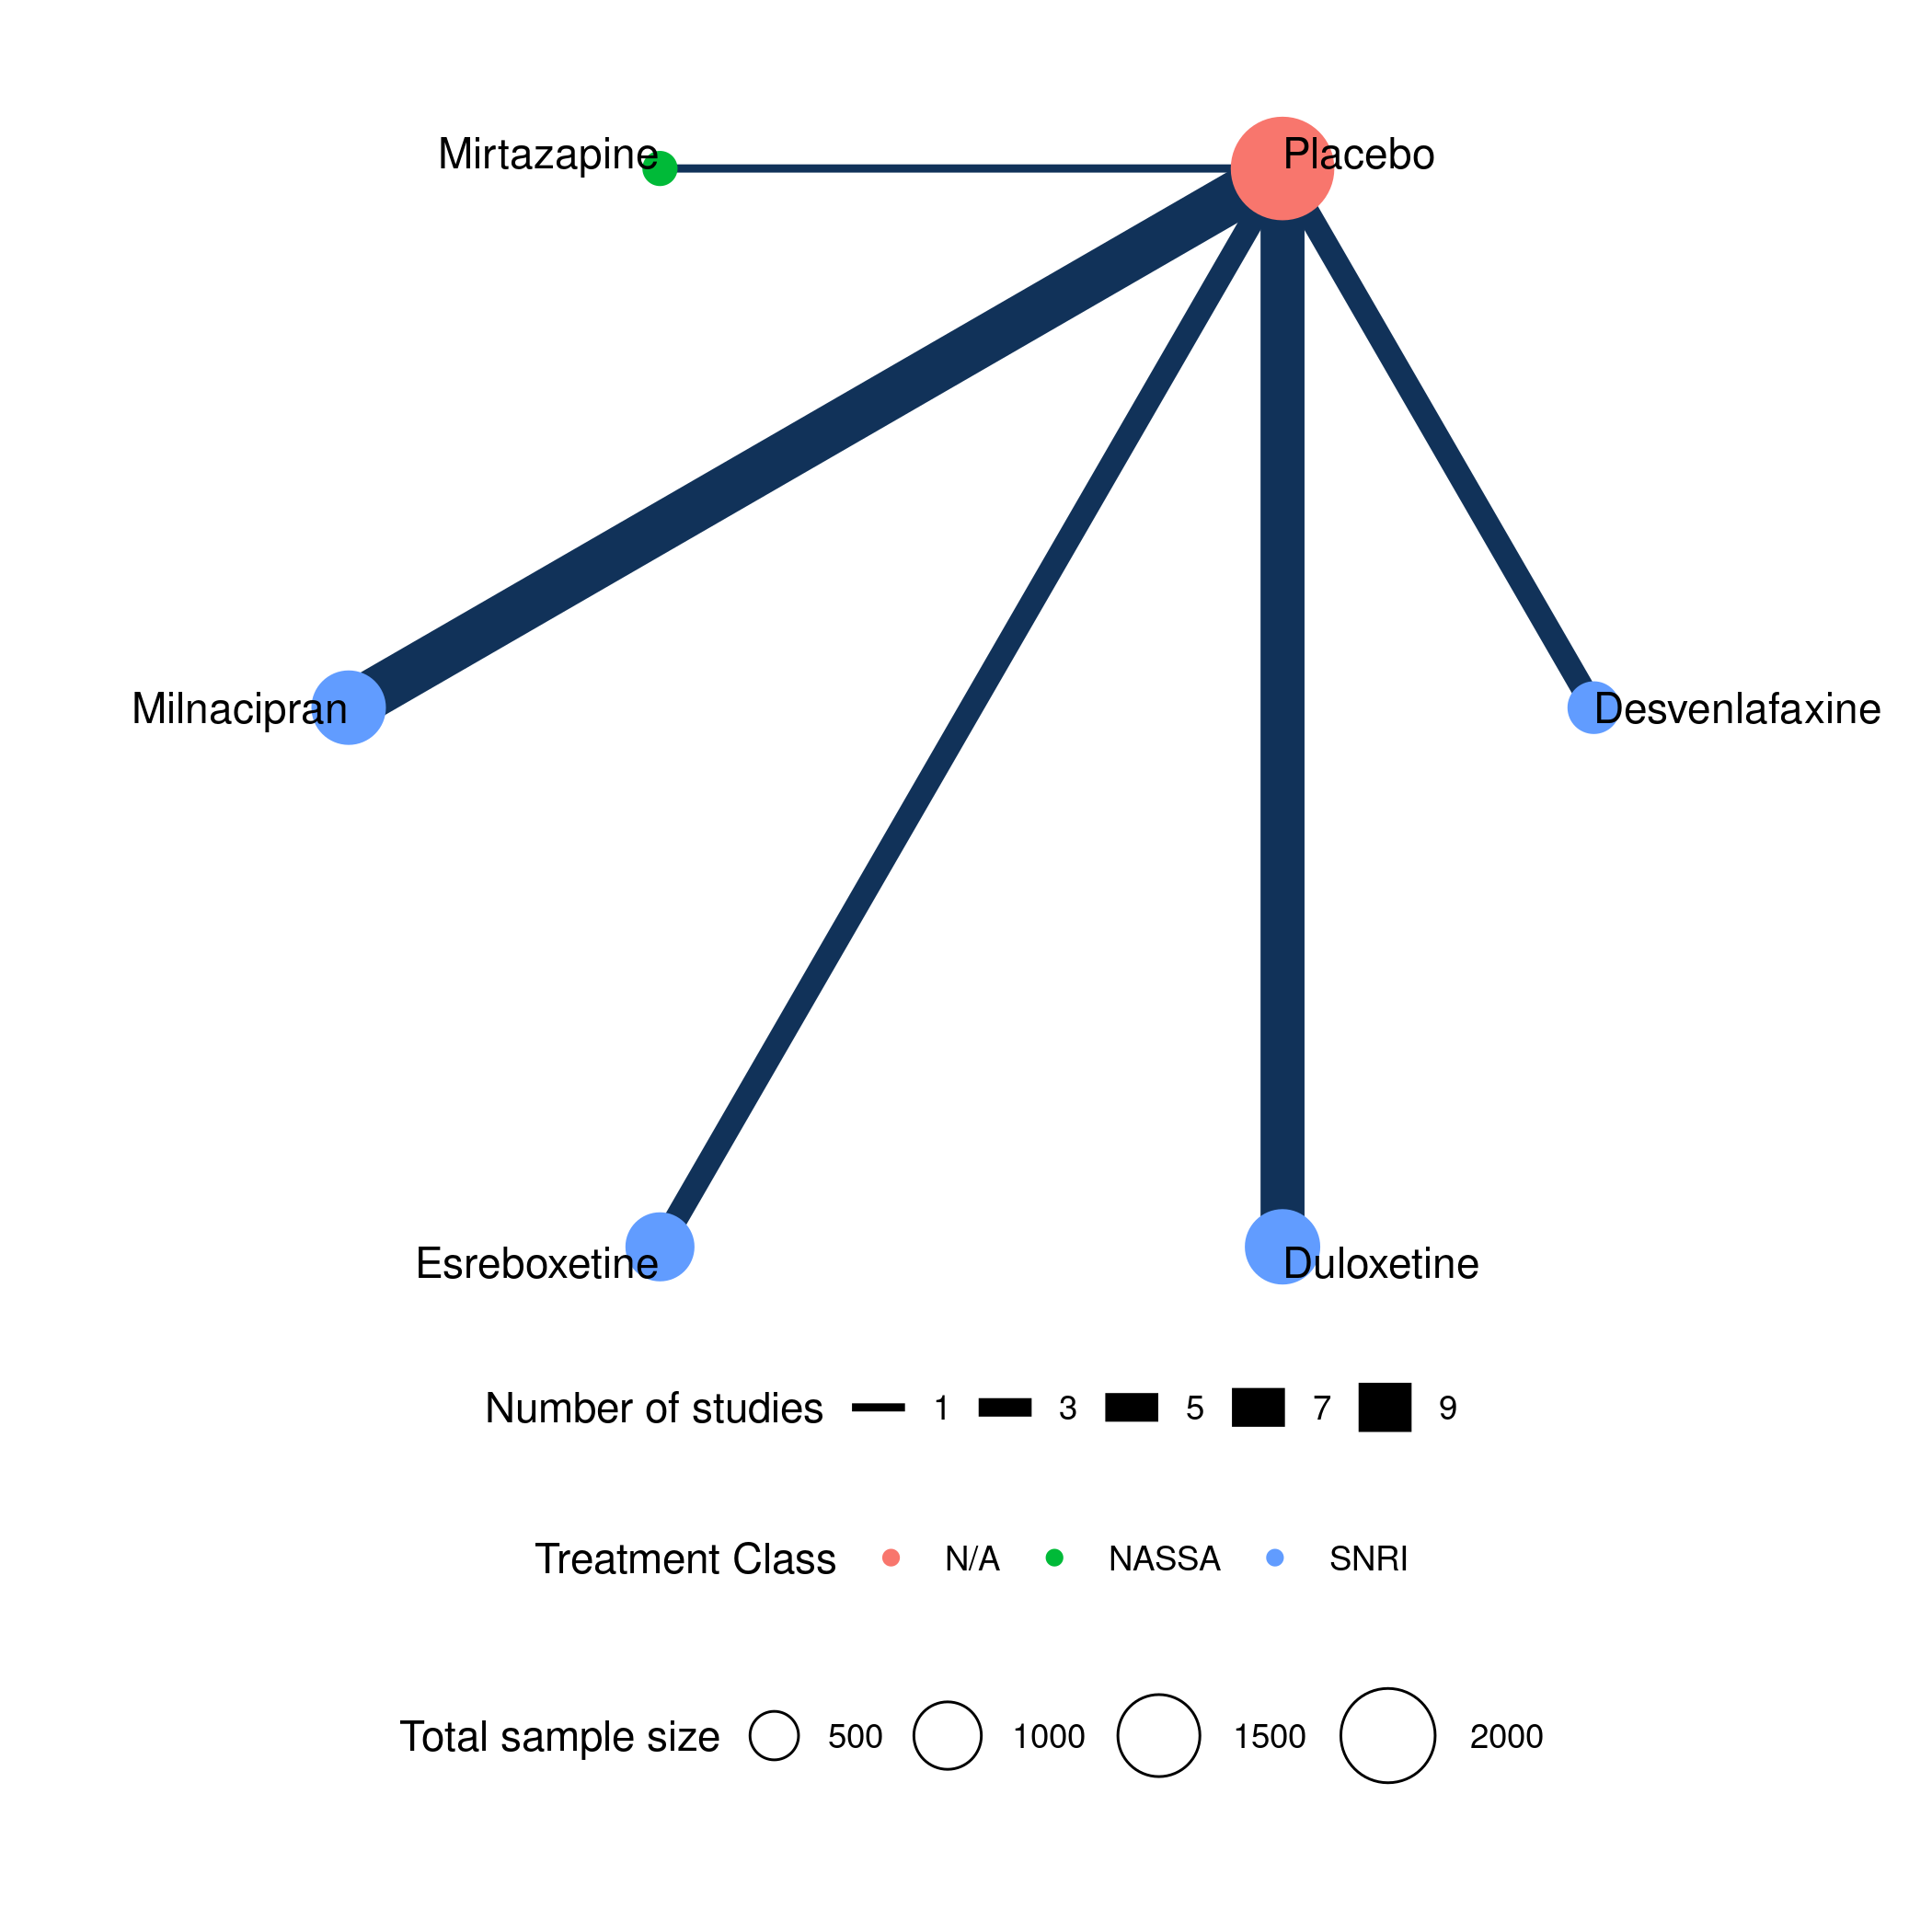 Mirtazapine
Placebo
Milnacipran
Desvenlafaxine
Esreboxetine
Duloxetine
Number of studies 1 3 5 7 9
Treatment Class N/A NASSA SNRI
Total sample size 500 1000 1500 2000